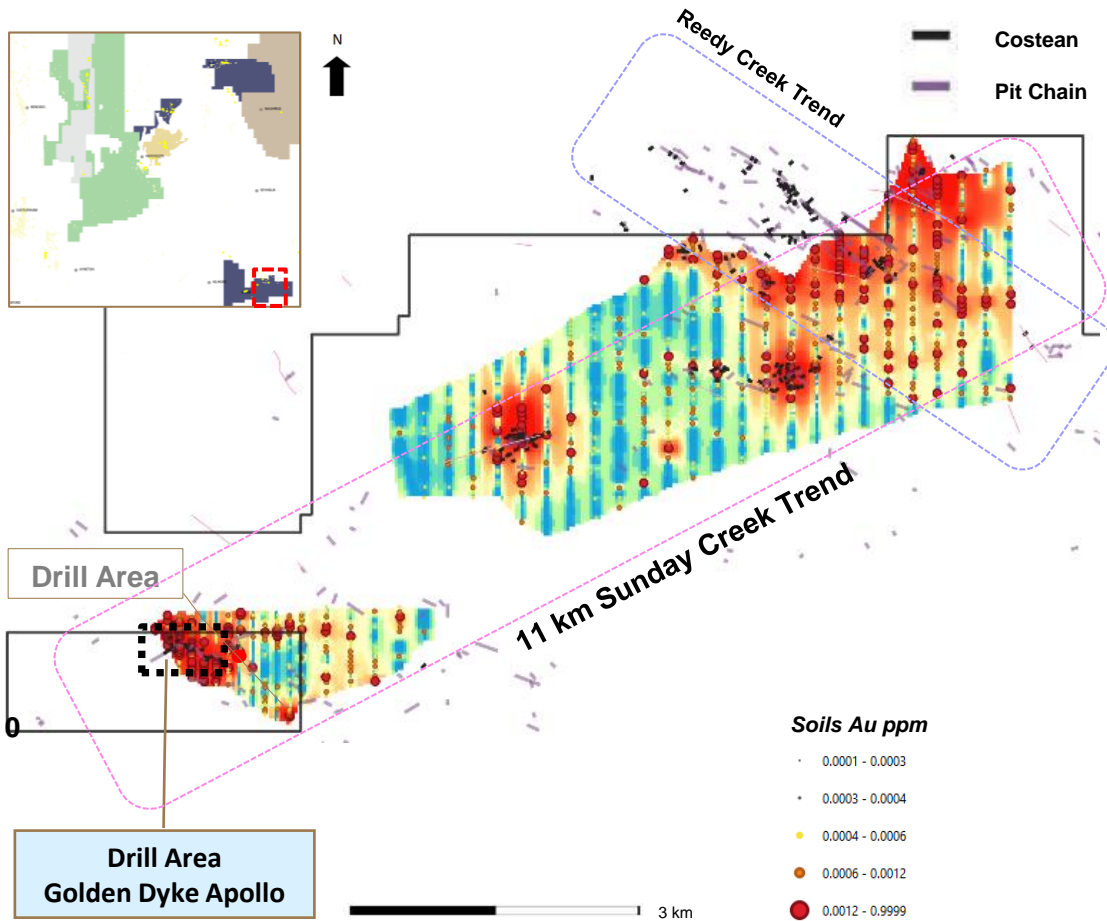 N
Reedy Creek Trend
Costean
Pit Chain
11 km Sunday Creek Trend
Drill Area
0
Drill Area
Golden Dyke Apollo
3 km
Soils Au ppm
0.0001 - 0.0003
0.0003 - 0.0004
0.0004 - 0.0006
0.0006 - 0.0012
0.0012 - 0.9999